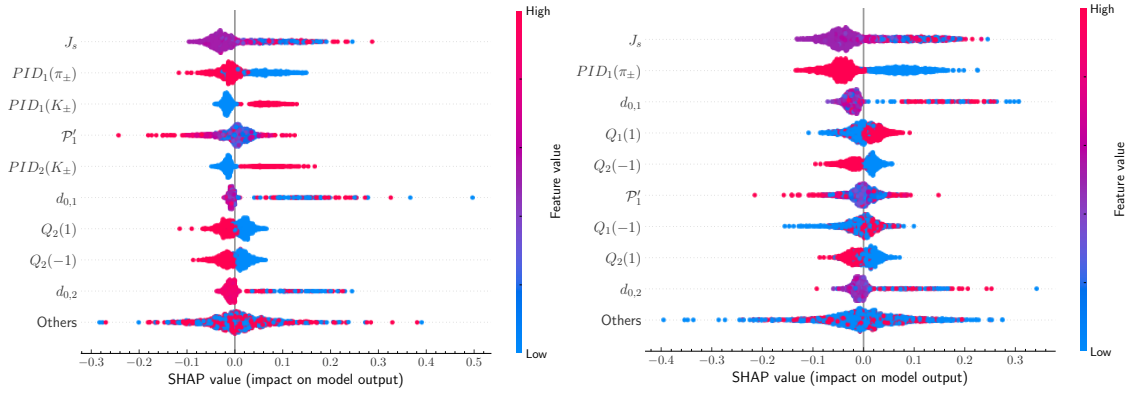 High
J_s
PID_1(π_±)
PID_1(K_±)
𝒫′_1
PID_2(K_±)
d_{0,1}
Q_2(1)
Q_2(−1)
d_{0,2}
Others
Low
Feature value
−0.3 −0.2 −0.1 0.0 0.1 0.2 0.3 0.4 0.5
SHAP value (impact on model output)
High
J_s
PID_1(π_±)
d_{0,1}
Q_1(1)
Q_2(−1)
𝒫′_1
Q_1(−1)
Q_2(1)
d_{0,2}
Others
Low
Feature value
−0.4 −0.3 −0.2 −0.1 0.0 0.1 0.2 0.3
SHAP value (impact on model output)